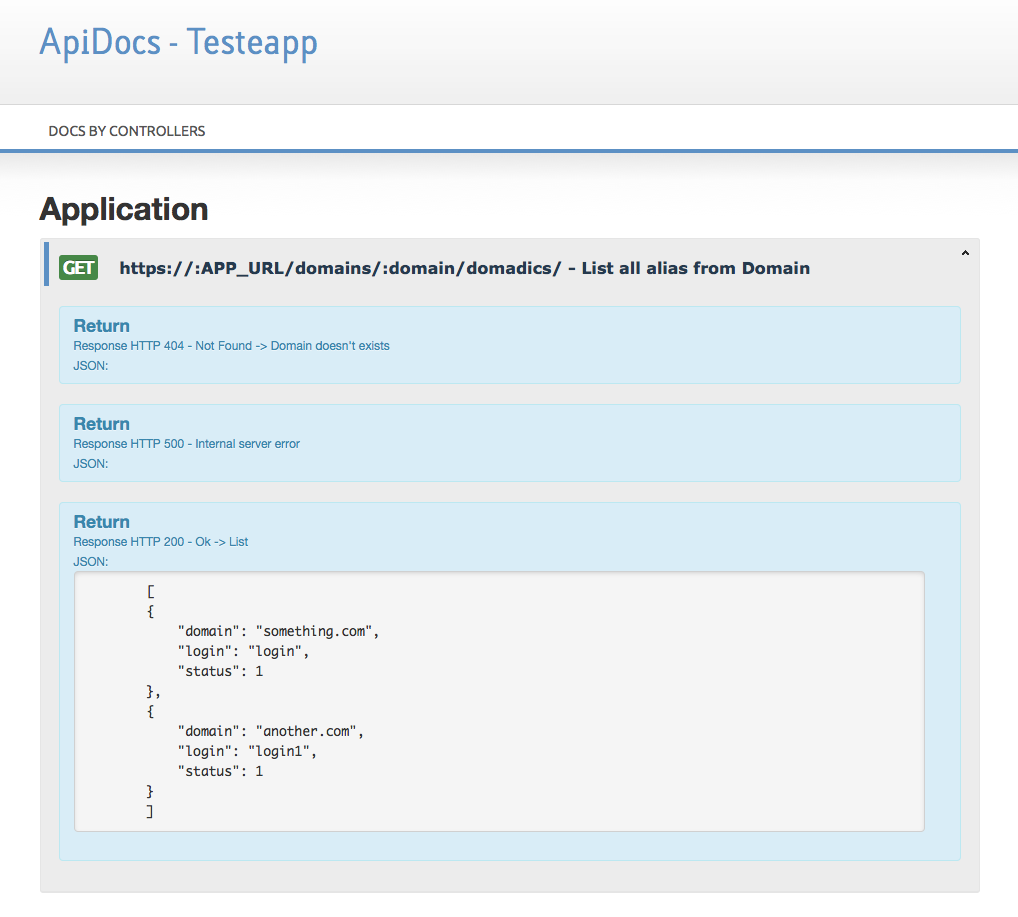 ApiDocs - Testeapp
DOCS BY CONTROLLERS
Application
GET https://:APP_URL/domains/:domain/domadics/ - List all alias from Domain
Return
Response HTTP 404 - Not Found -> Domain doesn't exists
JSON:
Return
Response HTTP 500 - Internal server error
JSON:
Return
Response HTTP 200 - Ok -> List
JSON:
[
{
"domain": "something.com",
"login": "login",
"status": 1
},
{
"domain": "another.com",
"login": "login1",
"status": 1
}
]